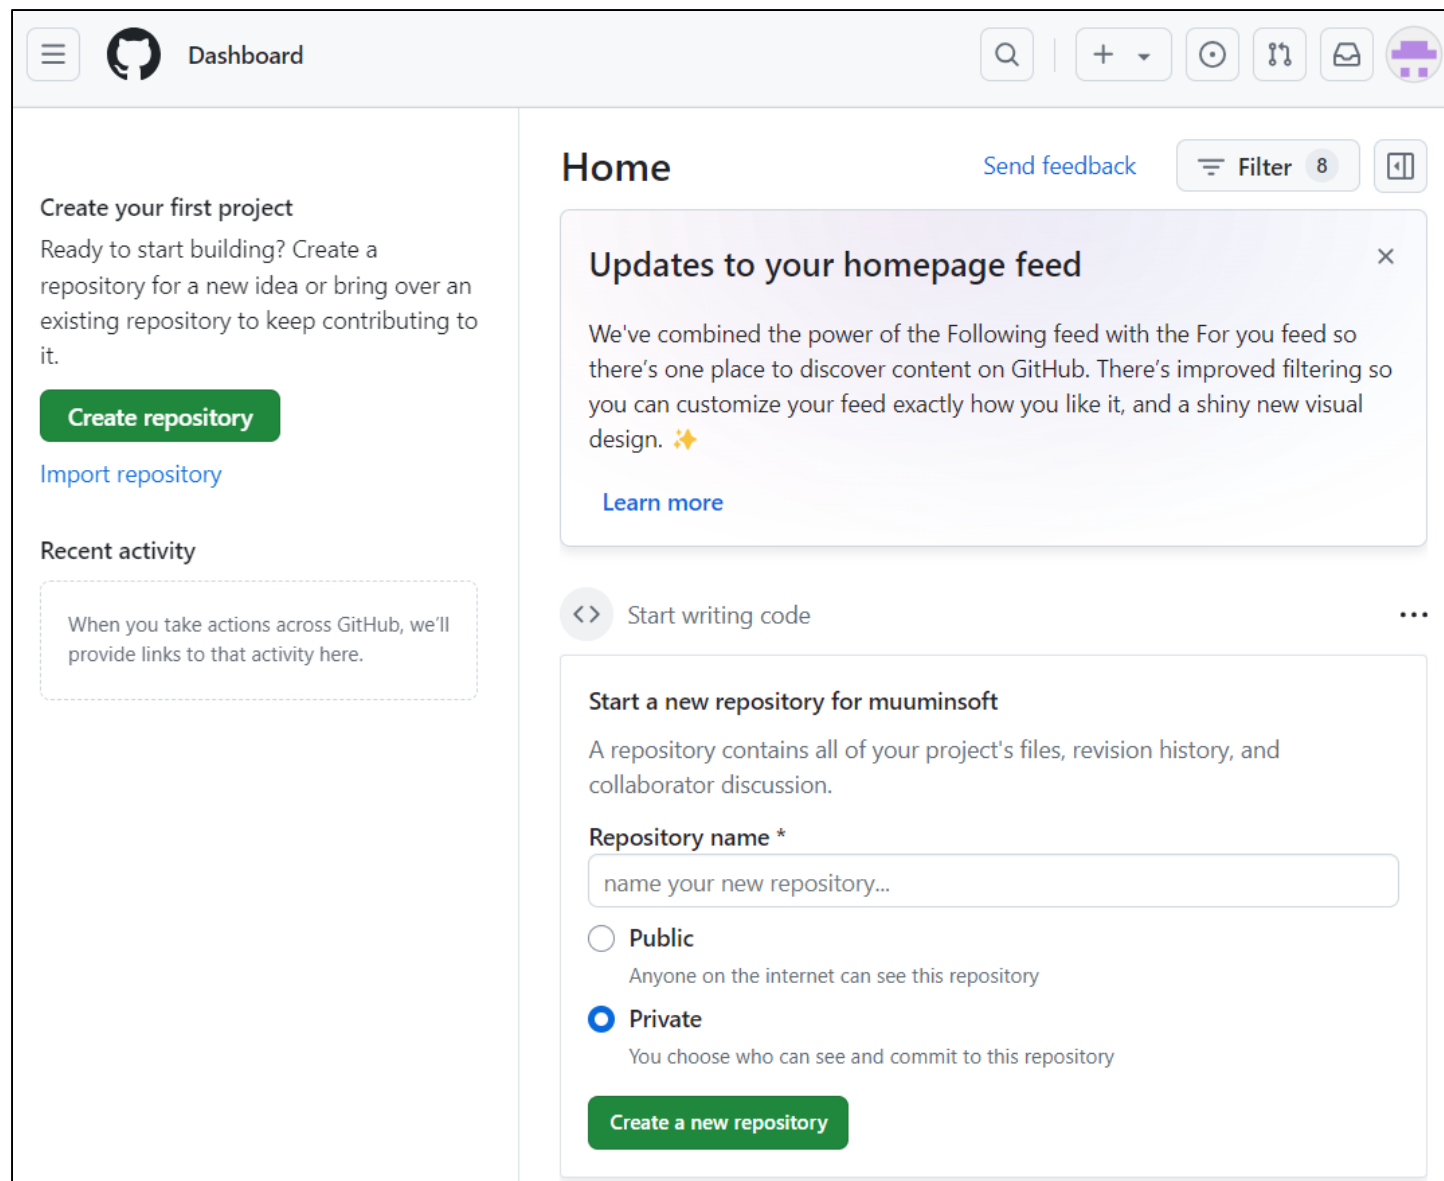 Dashboard
Create your first project
Ready to start building? Create a
repository for a new idea or bring over an
existing repository to keep contributing to
it.
Create repository
Import repository
Recent activity
When you take actions across GitHub, we’ll
provide links to that activity here.
Home
Send feedback
Filter 8
Updates to your homepage feed
We've combined the power of the Following feed with the For you feed so
there’s one place to discover content on GitHub. There’s improved filtering so
you can customize your feed exactly how you like it, and a shiny new visual
design. ✨
Learn more
Start writing code
Start a new repository for muuminsoft
A repository contains all of your project's files, revision history, and
collaborator discussion.
Repository name *
name your new repository...
Public
Anyone on the internet can see this repository
Private
You choose who can see and commit to this repository
Create a new repository